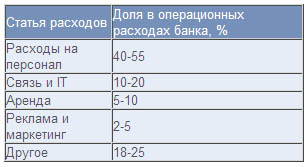 Статья расходов
Доля в операционных
расходах банка, %
Расходы на
персонал
40-55
Связь и IT
10-20
Аренда
5-10
Реклама и
маркетинг
2-5
Другое
18-25